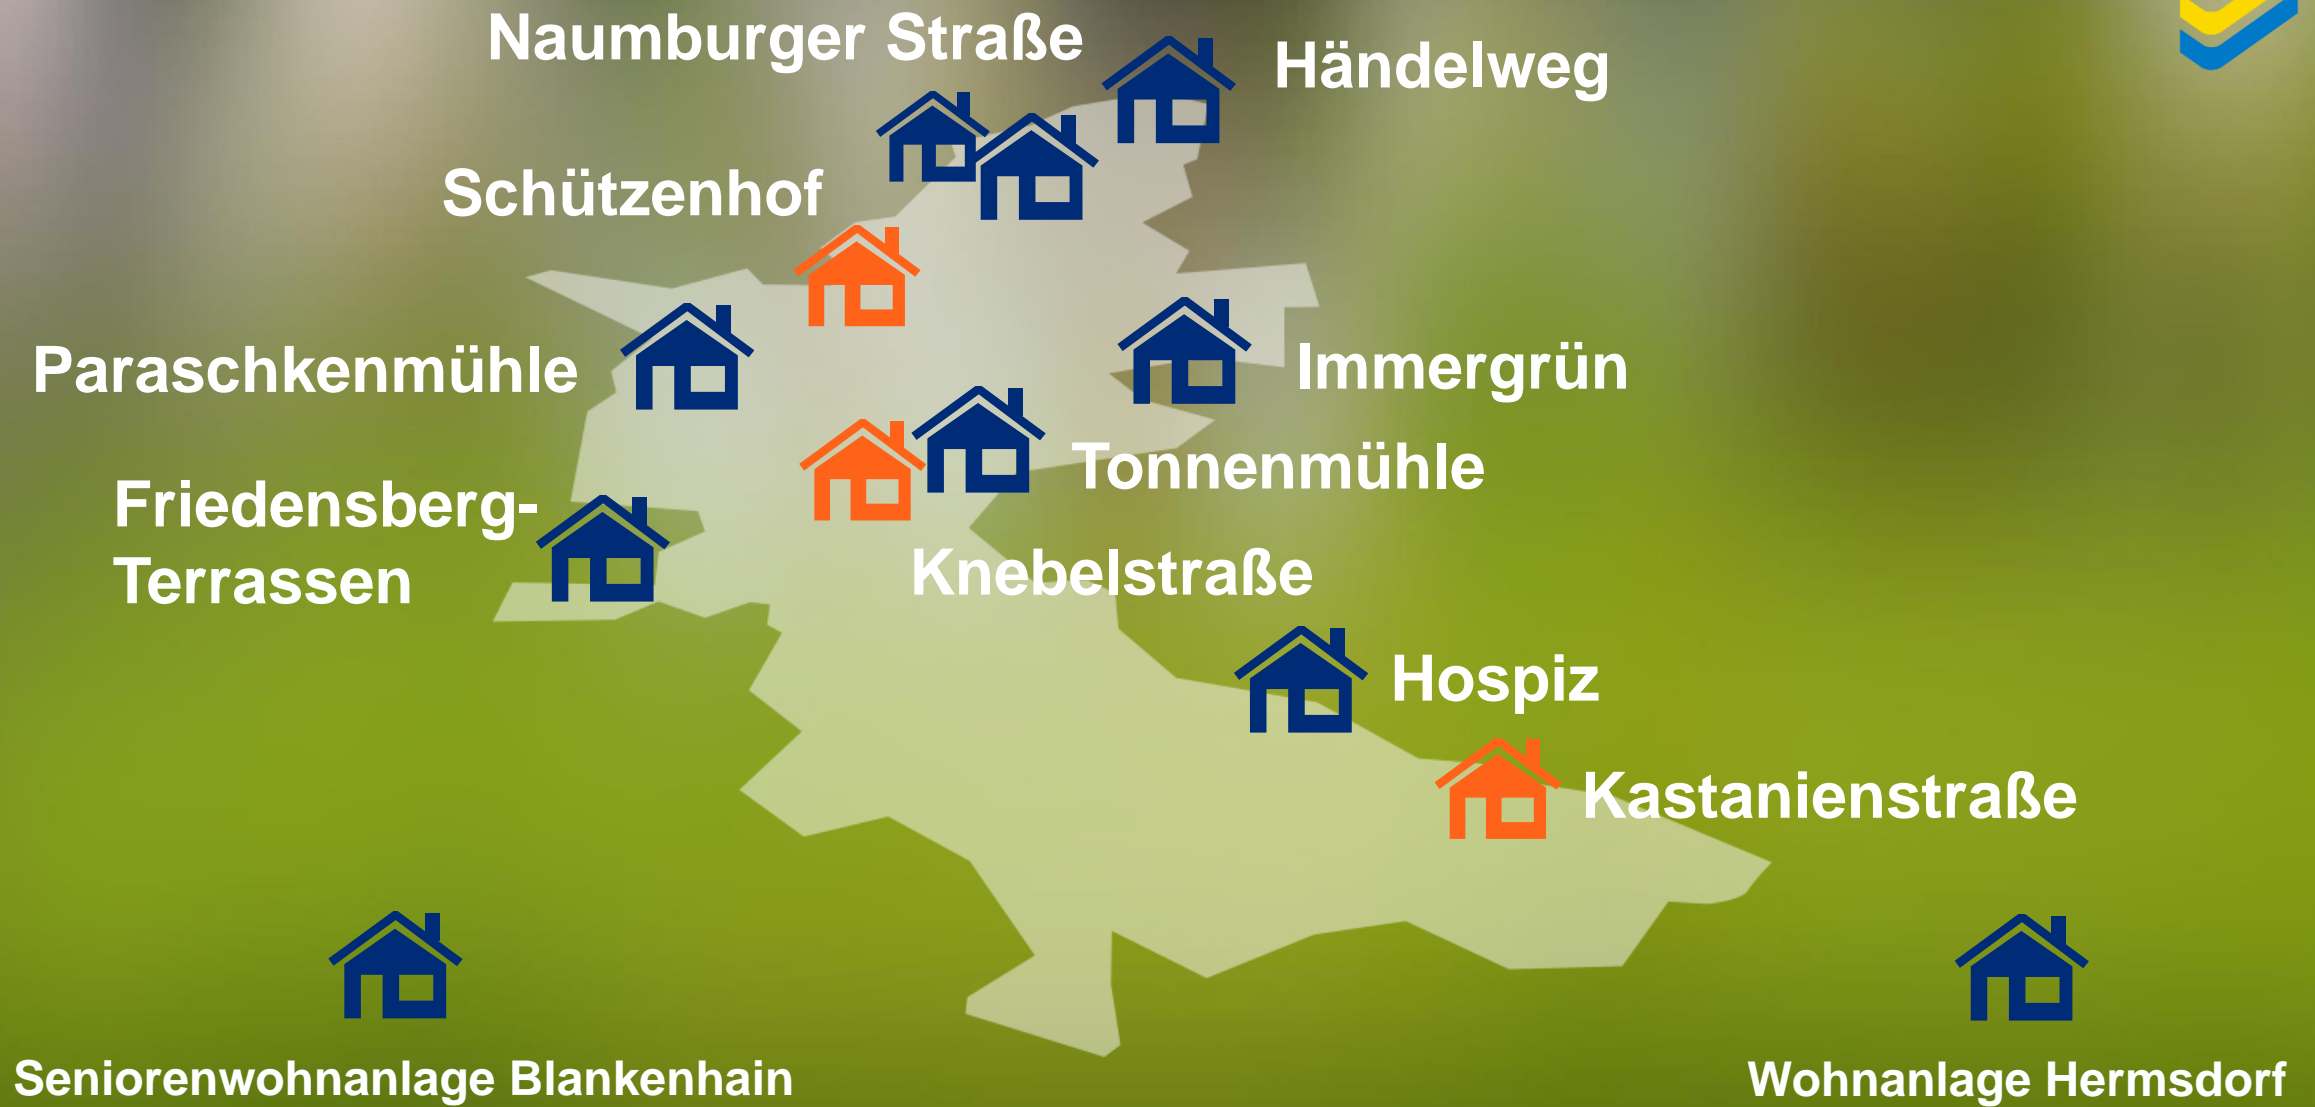 Naumburger Straße
Händelweg
Schützenhof
Paraschkenmühle
Immergrün
Tonnenmühle
Friedensberg-
Terrassen
Knebelstraße
Hospiz
Kastanienstraße
Seniorenwohnanlage Blankenhain
Wohnanlage Hermsdorf